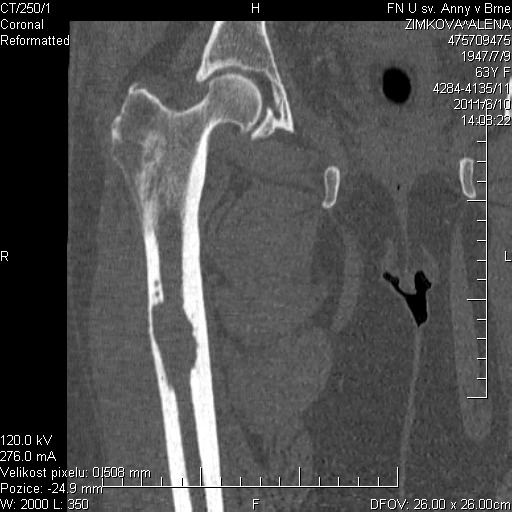 CT/250/1
Coronal
Reformatted
H
FN U sv. Anny v Brne
ZIMKOVA^ALENA
475709475
1947/7/9
63Y F
4284-4135/11
2011/6/10
14:03:22
R
L
120.0 kV
276.0 mA
Velikost pixelu: 0.508 mm
Pozice: -24.9 mm
W: 2000 L: 350
F
DFOV: 26.00 x 26.00cm